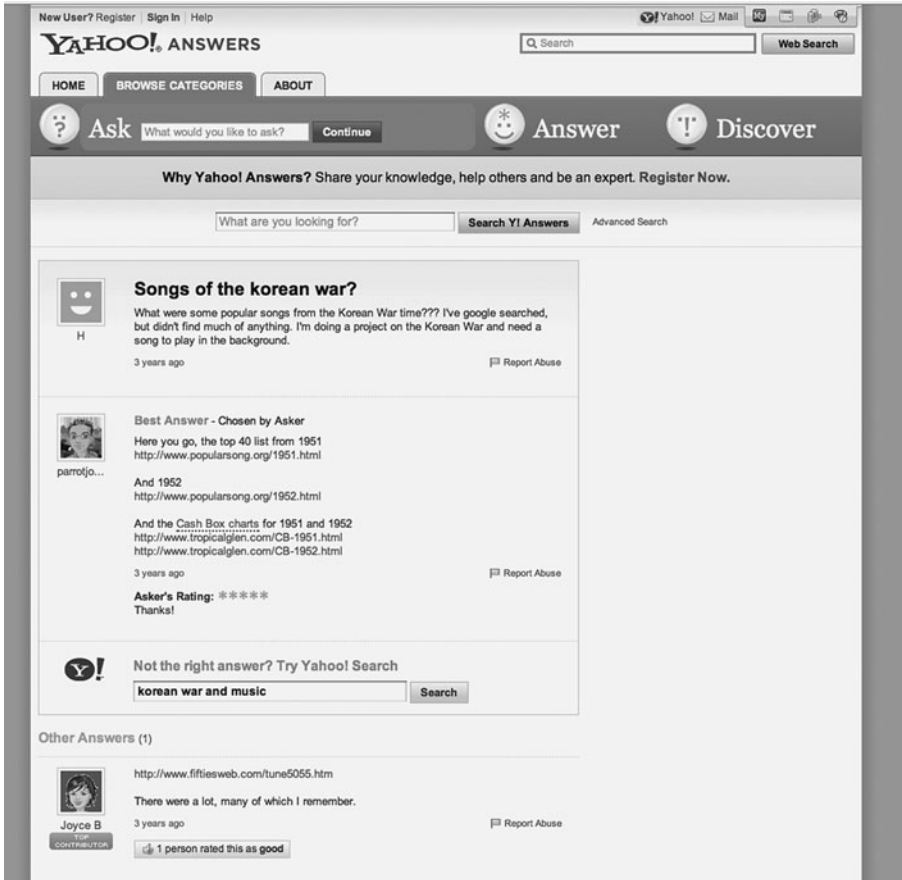 New User? Register | Sign In | Help
Yahoo! Mail My
YAHOO! ANSWERS
Search
Web Search
HOME
BROWSE CATEGORIES
ABOUT
Ask What would you like to ask? Continue
Answer
Discover
Why Yahoo! Answers? Share your knowledge, help others and be an expert. Register Now.
What are you looking for? Search Y! Answers Advanced Search
Songs of the korean war?
What were some popular songs from the Korean War time??? I've google searched,
but didn't find much of anything. I'm doing a project on the Korean War and need a
song to play in the background.
H
3 years ago Report Abuse
Best Answer - Chosen by Asker
Here you go, the top 40 list from 1951
http://www.popularsong.org/1951.html
parrotjo...
And 1952
http://www.popularsong.org/1952.html
And the Cash Box charts for 1951 and 1952
http://www.tropicalglen.com/CB-1951.html
http://www.tropicalglen.com/CB-1952.html
3 years ago Report Abuse
Asker's Rating: *****
Thanks!
Y! Not the right answer? Try Yahoo! Search
korean war and music Search
Other Answers (1)
http://www.fiftiesweb.com/tune5055.htm
There were a lot, many of which I remember.
Joyce B
TOP
CONTRIBUTOR
3 years ago Report Abuse
1 person rated this as good